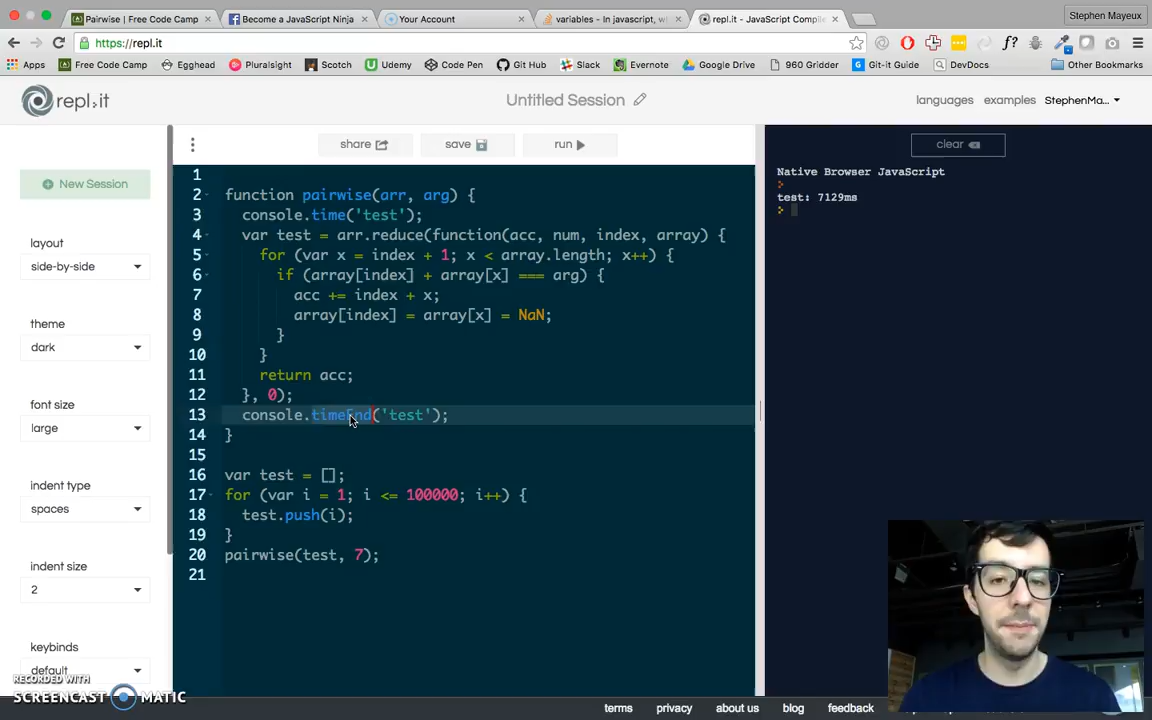 Pairwise | Free Code Camp
Become a JavaScript Ninja
Your Account
variables - In javascript, wh
repl.it - JavaScript Compile
Stephen Mayeux
https://repl.it
f?
Apps
Free Code Camp
Egghead
Pluralsight
Scotch
Udemy
Code Pen
Git Hub
Slack
Evernote
Google Drive
960 Gridder
Git-it Guide
DevDocs
Other Bookmarks
repl.it
Untitled Session
languages
examples
StephenMa...
New Session
share
save
run
clear
layout
side-by-side
theme
dark
font size
large
indent type
spaces
indent size
2
keybinds
default
1
2 function pairwise(arr, arg) {
3 console.time('test');
4 var test = arr.reduce(function(acc, num, index, array) {
5 for (var x = index + 1; x < array.length; x++) {
6 if (array[index] + array[x] === arg) {
7 acc += index + x;
8 array[index] = array[x] = NaN;
9 }
10 }
11 return acc;
12 }, 0);
13 console.timeEnd('test');
14 }
15
16 var test = [];
17 for (var i = 1; i <= 100000; i++) {
18 test.push(i);
19 }
20 pairwise(test, 7);
21
Native Browser JavaScript
>
test: 7129ms
>
RECORDED WITH
SCREENCAST MATIC
terms
privacy
about us
blog
feedback